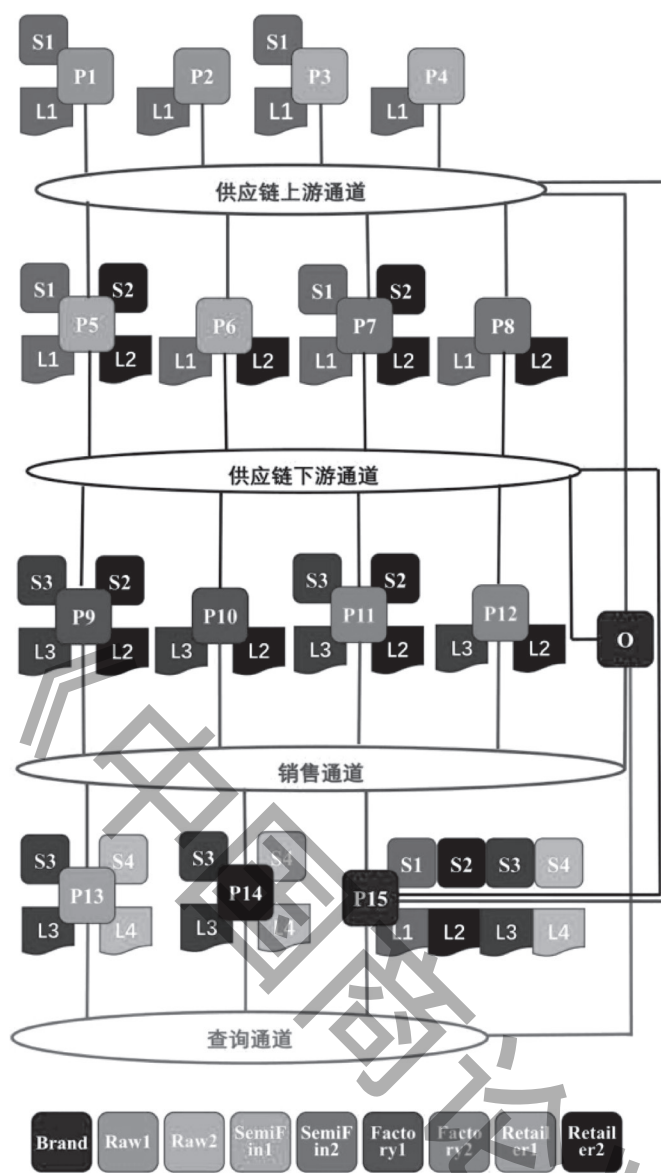 S1 S1
P1 P2 P3 P4
L1 L1 L1 L1
供应链上游通道
S1 S2 S1 S2
P5 P6 P7 P8
L1 L2 L1 L2 L1 L2 L1 L2
供应链下游通道
S3 S2 S3 S2
P9 P10 P11 P12
L3 L2 L3 L2 L3 L2 L3 L2
O
销售通道
S3 S4 S3 S4 S1 S2 S3 S4
P13 P14 P15
L3 L4 L3 L4 L1 L2 L3 L4
查询通道
Brand Raw1 Raw2 SemiF Semi​F Facto Facto Retail Retail
in1 in2 ry1 ry2 er1 er2
《中国商论